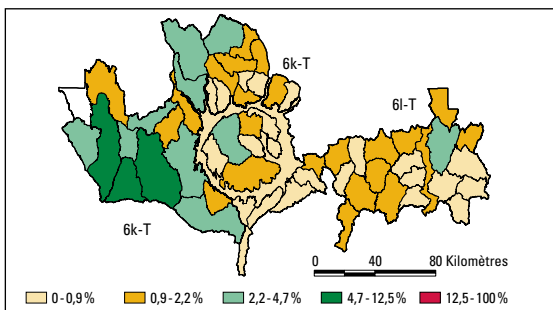 6k-T
6l-T
6k-T
0 40 80 Kilomètres
0 - 0,9 % 0,9 - 2,2 % 2,2 - 4,7 % 4,7 - 12,5 % 12,5 - 100 %